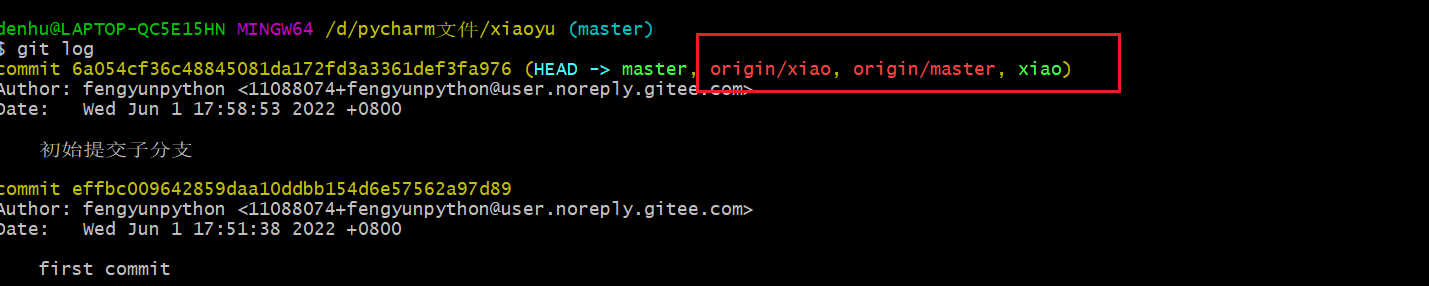 denhu@LAPTOP-QC5E15HN MINGW64 /d/pycharm文件/xiaoyu (master)
$ git log
commit 6a054cf36c48845081da172fd3a3361def3fa976 (HEAD -> master, origin/xiao, origin/master, xiao)
Author: fengyunpython <11088074+fengyunpython@user.noreply.gitee.com>
Date:   Wed Jun 1 17:58:53 2022 +0800
初始提交子分支
commit effbc009642859daa10ddbb154d6e57562a97d89
Author: fengyunpython <11088074+fengyunpython@user.noreply.gitee.com>
Date:   Wed Jun 1 17:51:38 2022 +0800
first commit